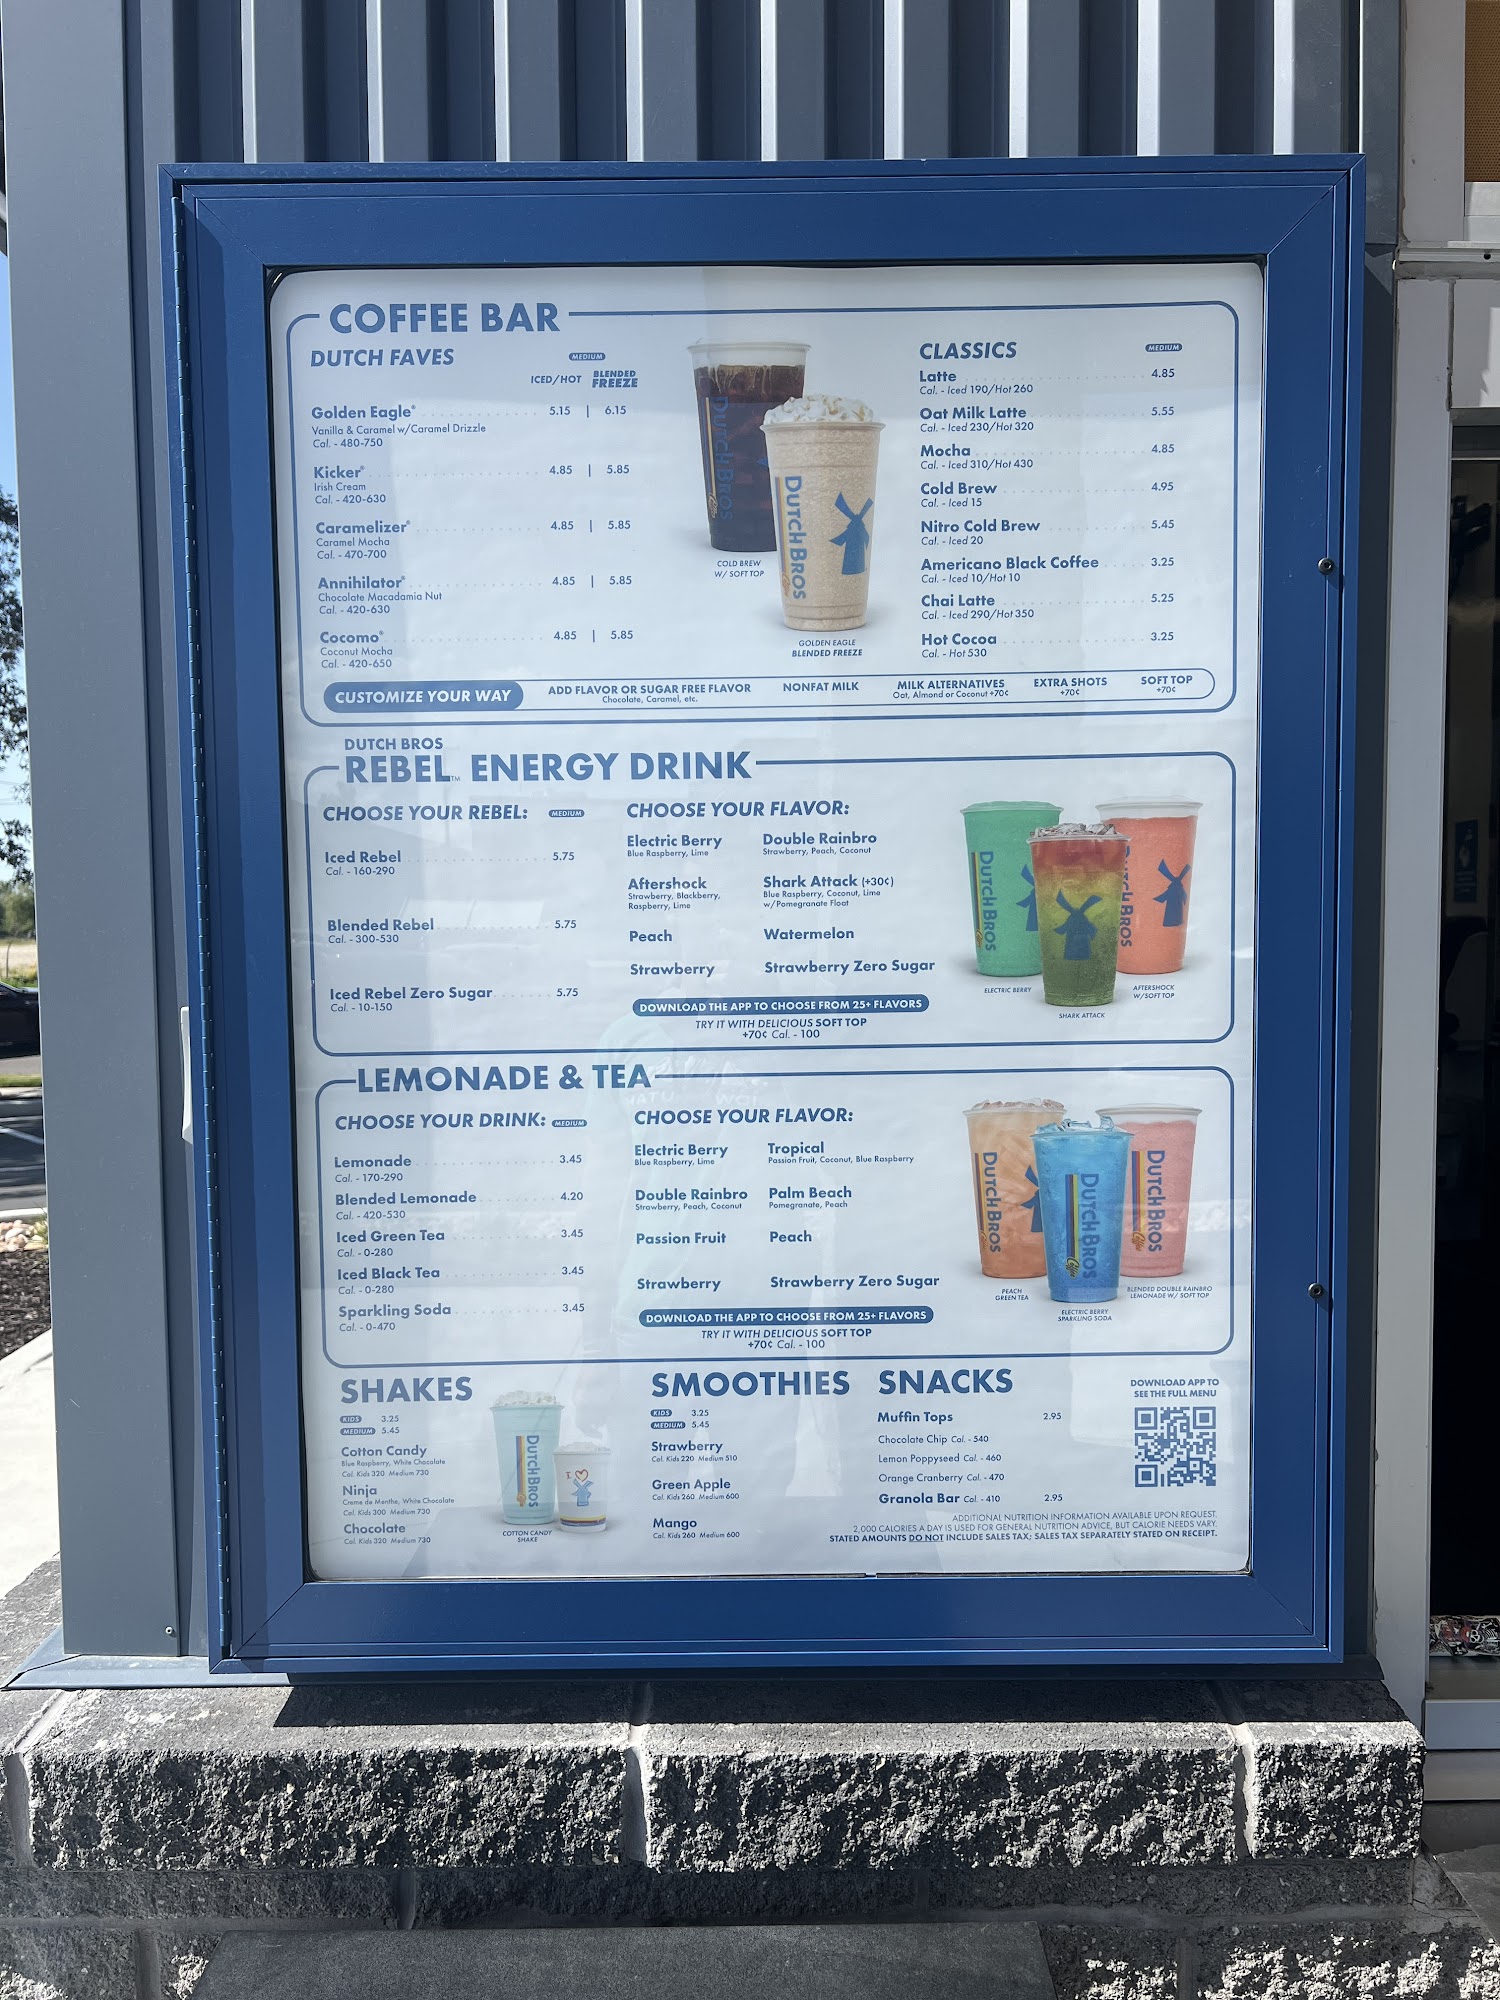 COFFEE BAR
DUTCH FAVES
MEDIUM
ICED/HOT BLENDED FREEZE
Golden Eagle® 5.15 | 6.15
Vanilla & Caramel w/Caramel Drizzle
Cal. - 480-750
Kicker® 4.85 | 5.85
Irish Cream
Cal. - 420-630
Caramelizer® 4.85 | 5.85
Caramel Mocha
Cal. - 470-700
Annihilator® 4.85 | 5.85
Chocolate Macadamia Nut
Cal. - 420-630
Cocomo® 4.85 | 5.85
Coconut Mocha
Cal. - 420-650
DUTCH BROS
DUTCH BROS
Coffee
COLD BREW
W/ SOFT TOP
GOLDEN EAGLE
BLENDED FREEZE
CLASSICS
MEDIUM
Latte 4.85
Cal. - Iced 190/Hot 260
Oat Milk Latte 5.55
Cal. - Iced 230/Hot 320
Mocha 4.85
Cal. - Iced 310/Hot 430
Cold Brew 4.95
Cal. - Iced 15
Nitro Cold Brew 5.45
Cal. - Iced 20
Americano Black Coffee 3.25
Cal. - Iced 10/Hot 10
Chai Latte 5.25
Cal. - Iced 290/Hot 350
Hot Cocoa 3.25
Cal. - Hot 530
CUSTOMIZE YOUR WAY
ADD FLAVOR OR SUGAR FREE FLAVOR
Chocolate, Caramel, etc.
NONFAT MILK
MILK ALTERNATIVES
Oat, Almond or Coconut +70¢
EXTRA SHOTS
+70¢
SOFT TOP
+70¢
DUTCH BROS
REBEL™ ENERGY DRINK
CHOOSE YOUR REBEL: MEDIUM
Iced Rebel 5.75
Cal. - 160-290
Blended Rebel 5.75
Cal. - 300-530
Iced Rebel Zero Sugar 5.75
Cal. - 10-150
CHOOSE YOUR FLAVOR:
Electric Berry
Blue Raspberry, Lime
Double Rainbro
Strawberry, Peach, Coconut
Aftershock
Strawberry, Blackberry,
Raspberry, Lime
Shark Attack (+30¢)
Blue Raspberry, Coconut, Lime
w/Pomegranate Float
Peach
Watermelon
Strawberry
Strawberry Zero Sugar
DOWNLOAD THE APP TO CHOOSE FROM 25+ FLAVORS
TRY IT WITH DELICIOUS SOFT TOP
+70¢ Cal. - 100
DUTCH BROS
DUTCH BROS
ELECTRIC BERRY
SHARK ATTACK
AFTERSHOCK
W/SOFT TOP
LEMONADE & TEA
CHOOSE YOUR DRINK: MEDIUM
Lemonade 3.45
Cal. - 170-290
Blended Lemonade 4.20
Cal. - 420-530
Iced Green Tea 3.45
Cal. - 0-280
Iced Black Tea 3.45
Cal. - 0-280
Sparkling Soda 3.45
Cal. - 0-470
CHOOSE YOUR FLAVOR:
Electric Berry
Blue Raspberry, Lime
Tropical
Passion Fruit, Coconut, Blue Raspberry
Double Rainbro
Strawberry, Peach, Coconut
Palm Beach
Pomegranate, Peach
Passion Fruit
Peach
Strawberry
Strawberry Zero Sugar
DOWNLOAD THE APP TO CHOOSE FROM 25+ FLAVORS
TRY IT WITH DELICIOUS SOFT TOP
+70¢ Cal. - 100
DUTCH BROS
DUTCH BROS
Coffee
DUTCH BROS
PEACH
GREEN TEA
ELECTRIC BERRY
SPARKLING SODA
BLENDED DOUBLE RAINBRO
LEMONADE W/ SOFT TOP
SHAKES
KIDS 3.25
MEDIUM 5.45
Cotton Candy
Blue Raspberry, White Chocolate
Cal. Kids 320 Medium 730
Ninja
Creme de Menthe, White Chocolate
Cal. Kids 300 Medium 730
Chocolate
Cal. Kids 320 Medium 730
DUTCH BROS
COTTON CANDY
SHAKE
SMOOTHIES
KIDS 3.25
MEDIUM 5.45
Strawberry
Cal. Kids 220 Medium 510
Green Apple
Cal. Kids 260 Medium 600
Mango
Cal. Kids 260 Medium 600
SNACKS
Muffin Tops 2.95
Chocolate Chip Cal. - 540
Lemon Poppyseed Cal. - 460
Orange Cranberry Cal. - 470
Granola Bar Cal. - 410 2.95
DOWNLOAD APP TO
SEE THE FULL MENU
ADDITIONAL NUTRITION INFORMATION AVAILABLE UPON REQUEST.
2,000 CALORIES A DAY IS USED FOR GENERAL NUTRITION ADVICE, BUT CALORIE NEEDS VARY.
STATED AMOUNTS DO NOT INCLUDE SALES TAX; SALES TAX SEPARATELY STATED ON RECEIPT.